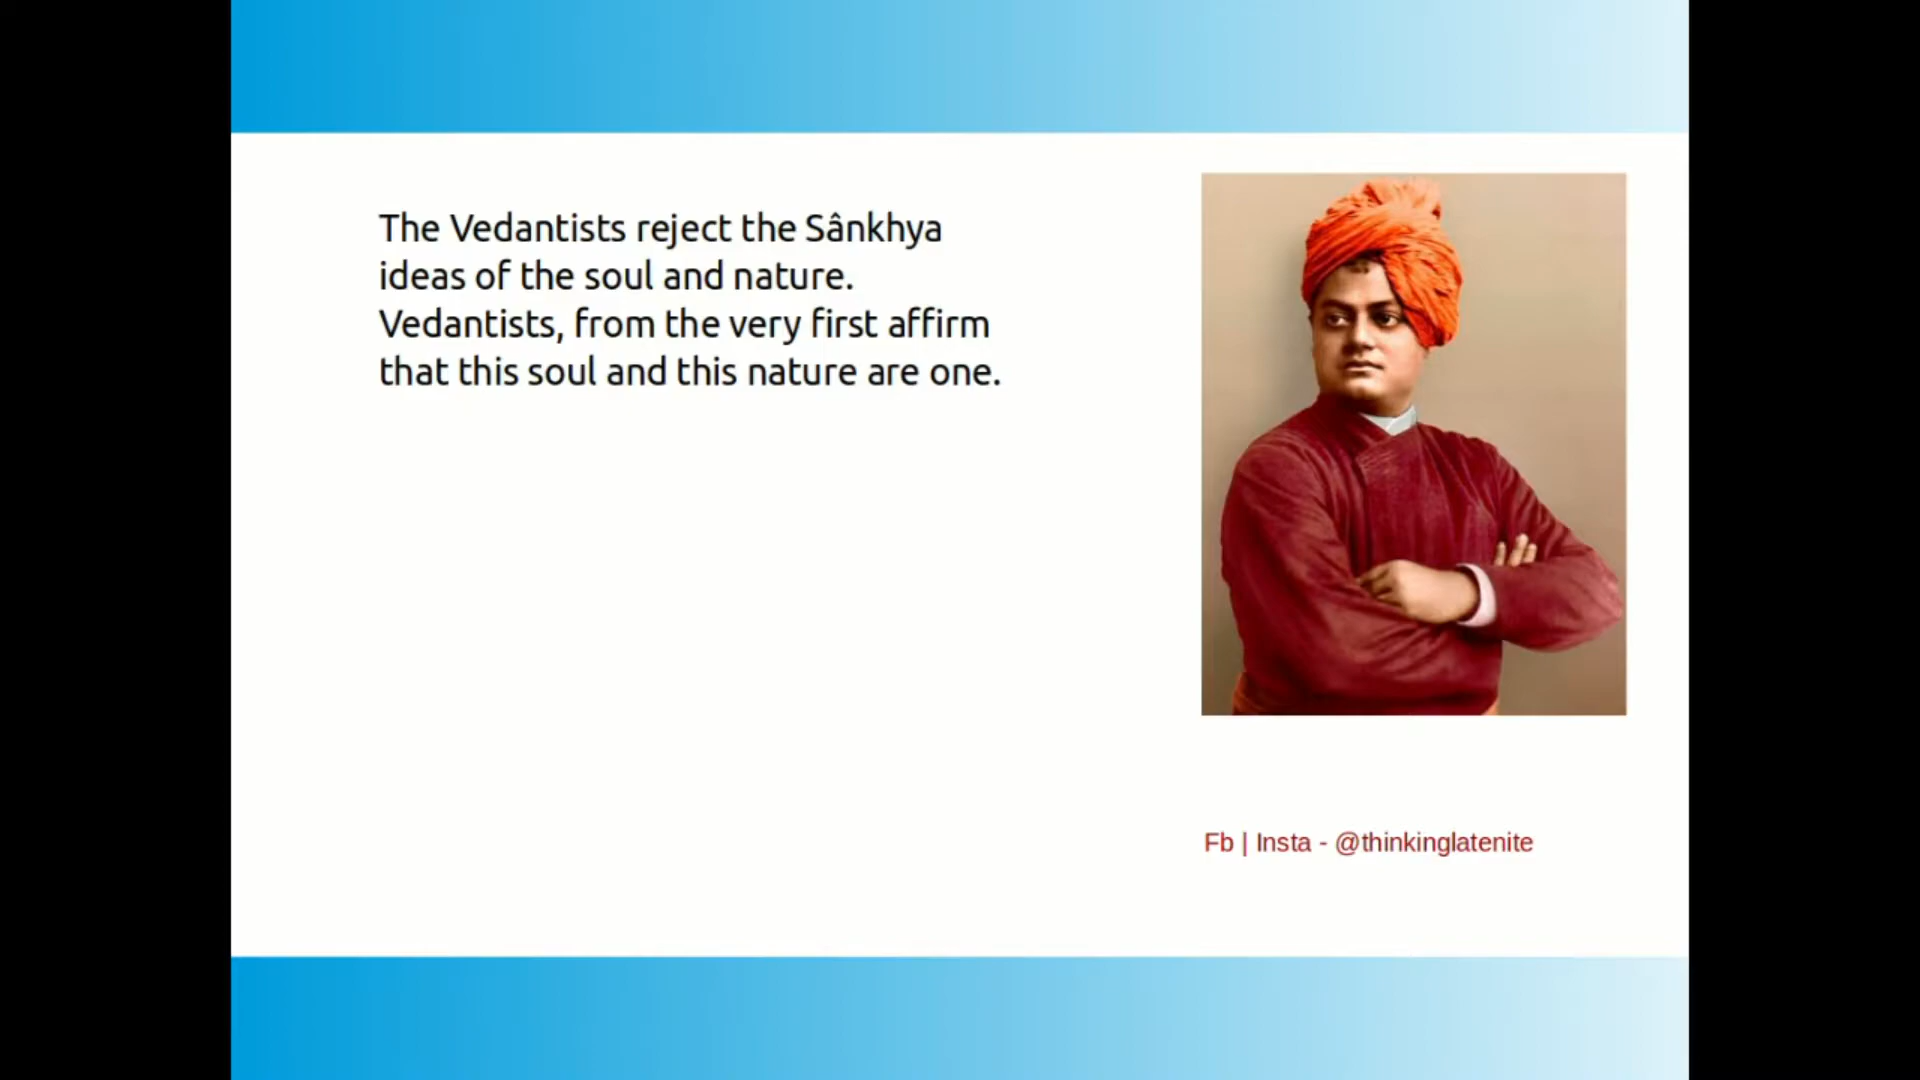 The Vedantists reject the Sânkhya
ideas of the soul and nature.
Vedantists, from the very first affirm
that this soul and this nature are one.
Fb | Insta - @thinkinglatenite